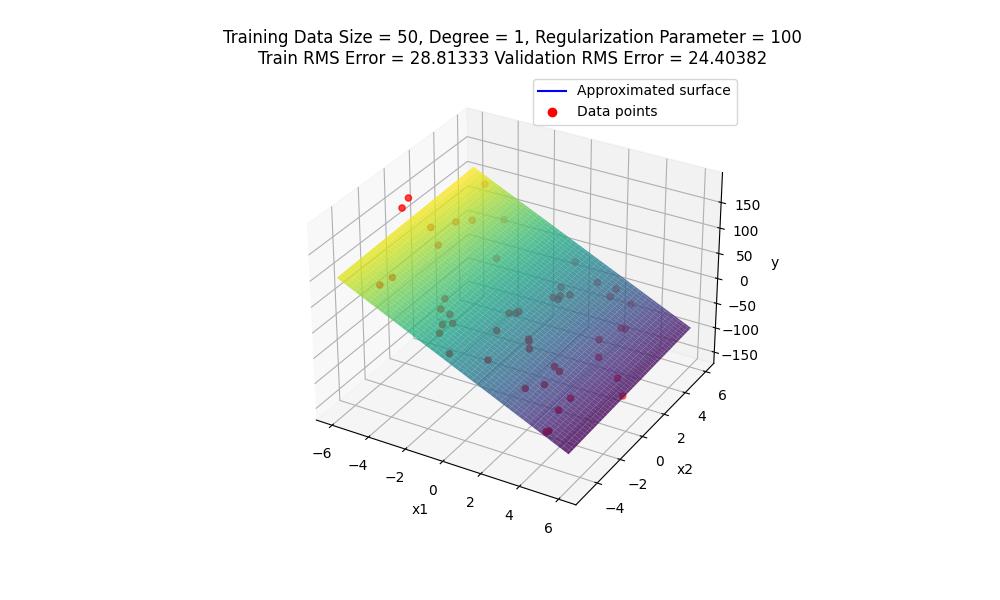 Training Data Size = 50, Degree = 1, Regularization Parameter = 100
Train RMS Error = 28.81333 Validation RMS Error = 24.40382
Approximated surface
Data points
150
100
50
0
−50
−100
−150
y
6
4
2
0
−2
−4
x2
−6
−4
−2
0
2
4
6
x1